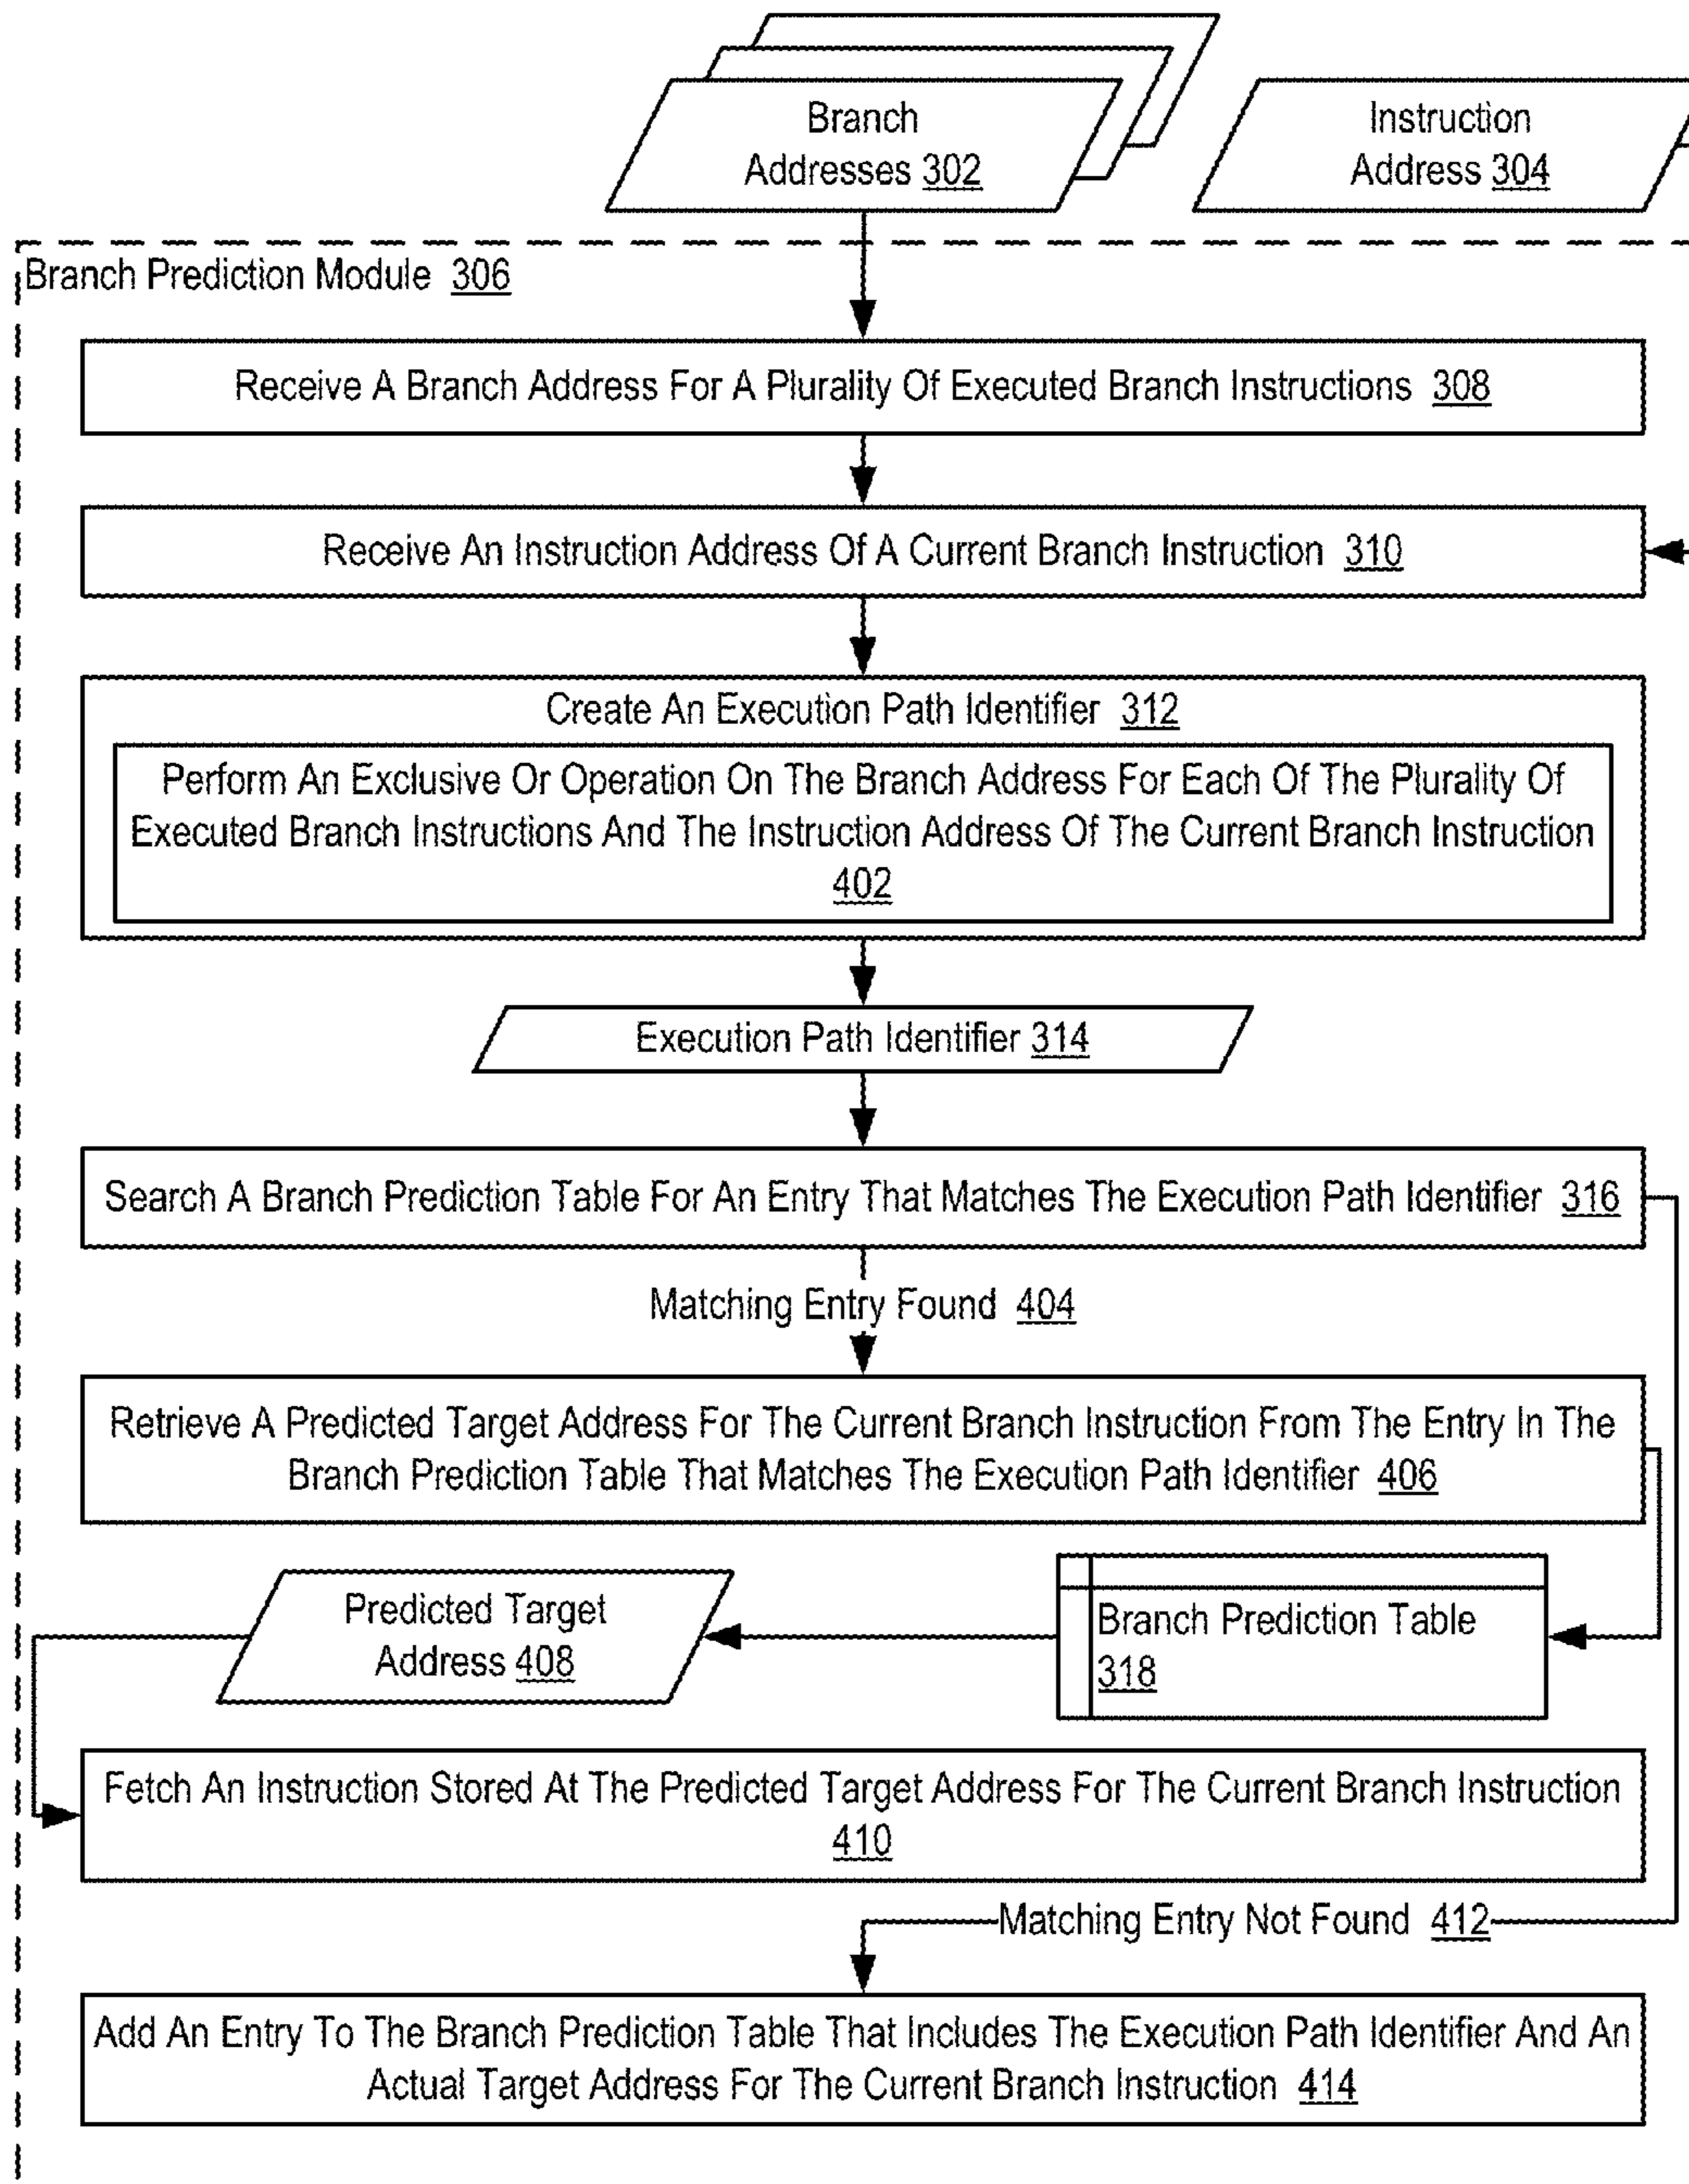 Branch
Addresses 302
Instruction
Address 304
Branch Prediction Module 306
Receive A Branch Address For A Plurality Of Executed Branch Instructions 308
Receive An Instruction Address Of A Current Branch Instruction 310
Create An Execution Path Identifier 312
Perform An Exclusive Or Operation On The Branch Address For Each Of The Plurality Of
Executed Branch Instructions And The Instruction Address Of The Current Branch Instruction
402
Execution Path Identifier 314
Search A Branch Prediction Table For An Entry That Matches The Execution Path Identifier 316
Matching Entry Found 404
Retrieve A Predicted Target Address For The Current Branch Instruction From The Entry In The
Branch Prediction Table That Matches The Execution Path Identifier 406
Predicted Target
Address 408
Branch Prediction Table
318
Fetch An Instruction Stored At The Predicted Target Address For The Current Branch Instruction
410
Matching Entry Not Found 412
Add An Entry To The Branch Prediction Table That Includes The Execution Path Identifier And An
Actual Target Address For The Current Branch Instruction 414